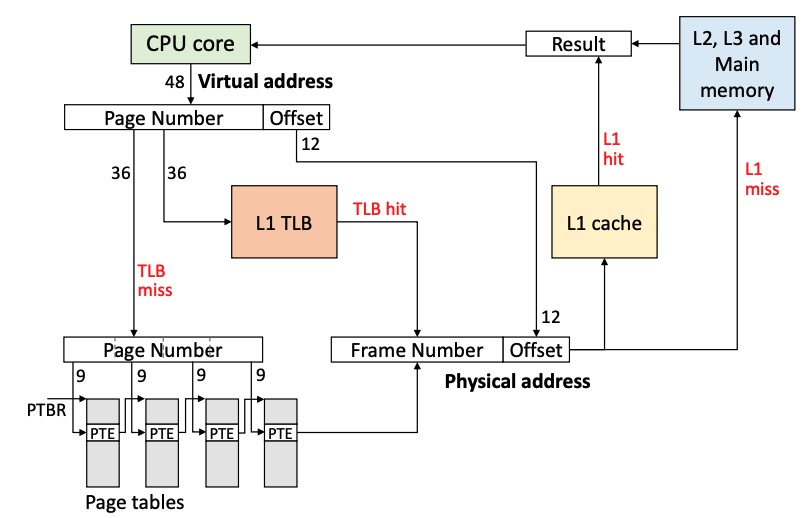 CPU core
Result
L2, L3 and
Main
memory
48
Virtual address
Page Number
Offset
12
36
36
L1
hit
L1
miss
L1 TLB
TLB hit
L1 cache
TLB
miss
12
Page Number
Frame Number
Offset
Physical address
9
9
9
9
PTBR
PTE
PTE
PTE
PTE
Page tables